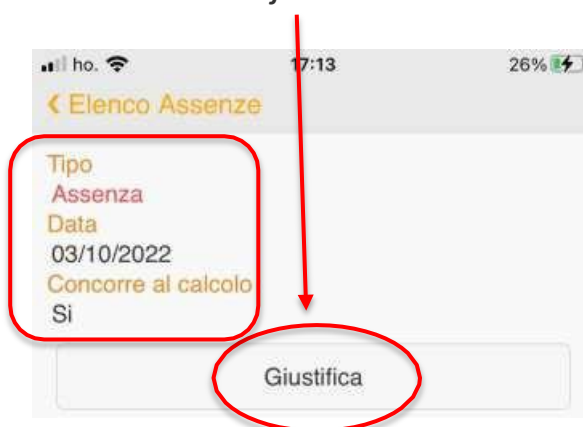 ho. 17:13 26%
< Elenco Assenze
Tipo
Assenza
Data
03/10/2022
Concorre al calcolo
Si
Giustifica